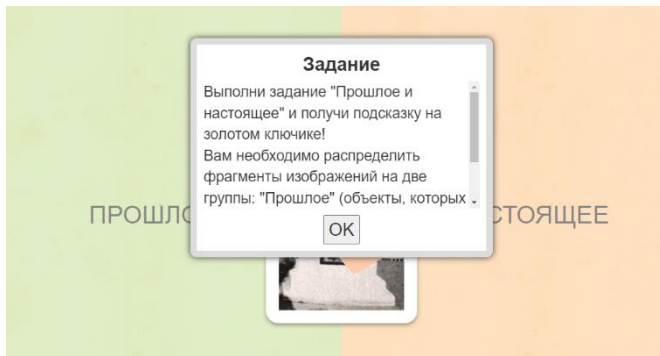 Задание
Выполни задание "Прошлое и
настоящее" и получи подсказку на
золотом ключике!
Вам необходимо распределить
фрагменты изображений на две
группы: "Прошлое" (объекты, которых
ПРОШЛО
СТОЯЩЕЕ
OK